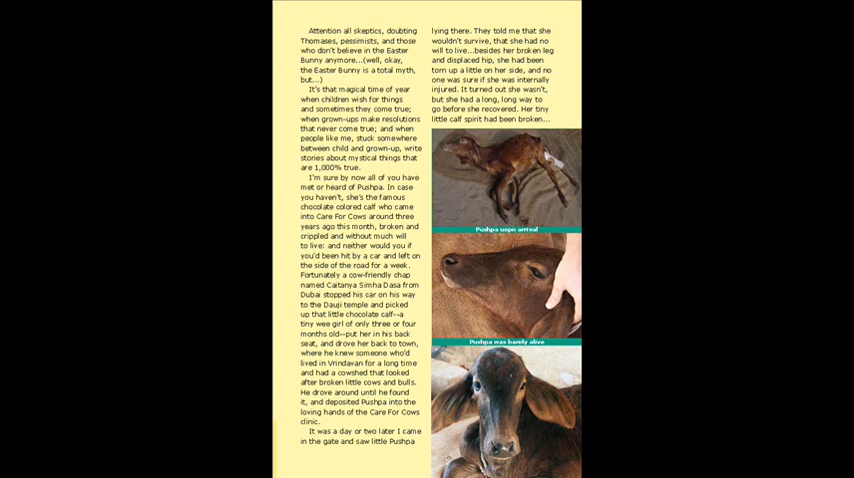 Attention all skeptics, doubting
Thomases, pessimists, and those
who don't believe in the Easter
Bunny anymore...(well, okay,
the Easter Bunny is a total myth,
but...)
It's that magical time of year
when children wish for things
and sometimes they come true;
when grown-ups make resolutions
that never come true; and when
people like me, stuck somewhere
between child and grown-up, write
stories about mystical things that
are 1,000% true.
I'm sure by now all of you have
met or heard of Pushpa. In case
you haven't, she's the famous
chocolate colored calf who came
into Care For Cows around three
years ago this month, broken and
crippled and without much will
to live: and neither would you if
you'd been hit by a car and left on
the side of the road for a week.
Fortunately a cow-friendly chap
named Caitanya Simha Dasa from
Dubai stopped his car on his way
to the Dauji temple and picked
up that little chocolate calf--a
tiny wee girl of only three or four
months old--put her in his back
seat, and drove her back to town,
where he knew someone who'd
lived in Vrindavan for a long time
and had a cowshed that looked
after broken little cows and bulls.
He drove around until he found
it, and deposited Pushpa into the
loving hands of the Care For Cows
clinic.
It was a day or two later I came
in the gate and saw little Pushpa
lying there. They told me that she
wouldn't survive, that she had no
will to live...besides her broken leg
and displaced hip, she had been
torn up a little on her side, and no
one was sure if she was internally
injured. It turned out she wasn't,
but she had a long, long way to
go before she recovered. Her tiny
little calf spirit had been broken...
Pushpa uopn arrival
Pushpa was barely alive